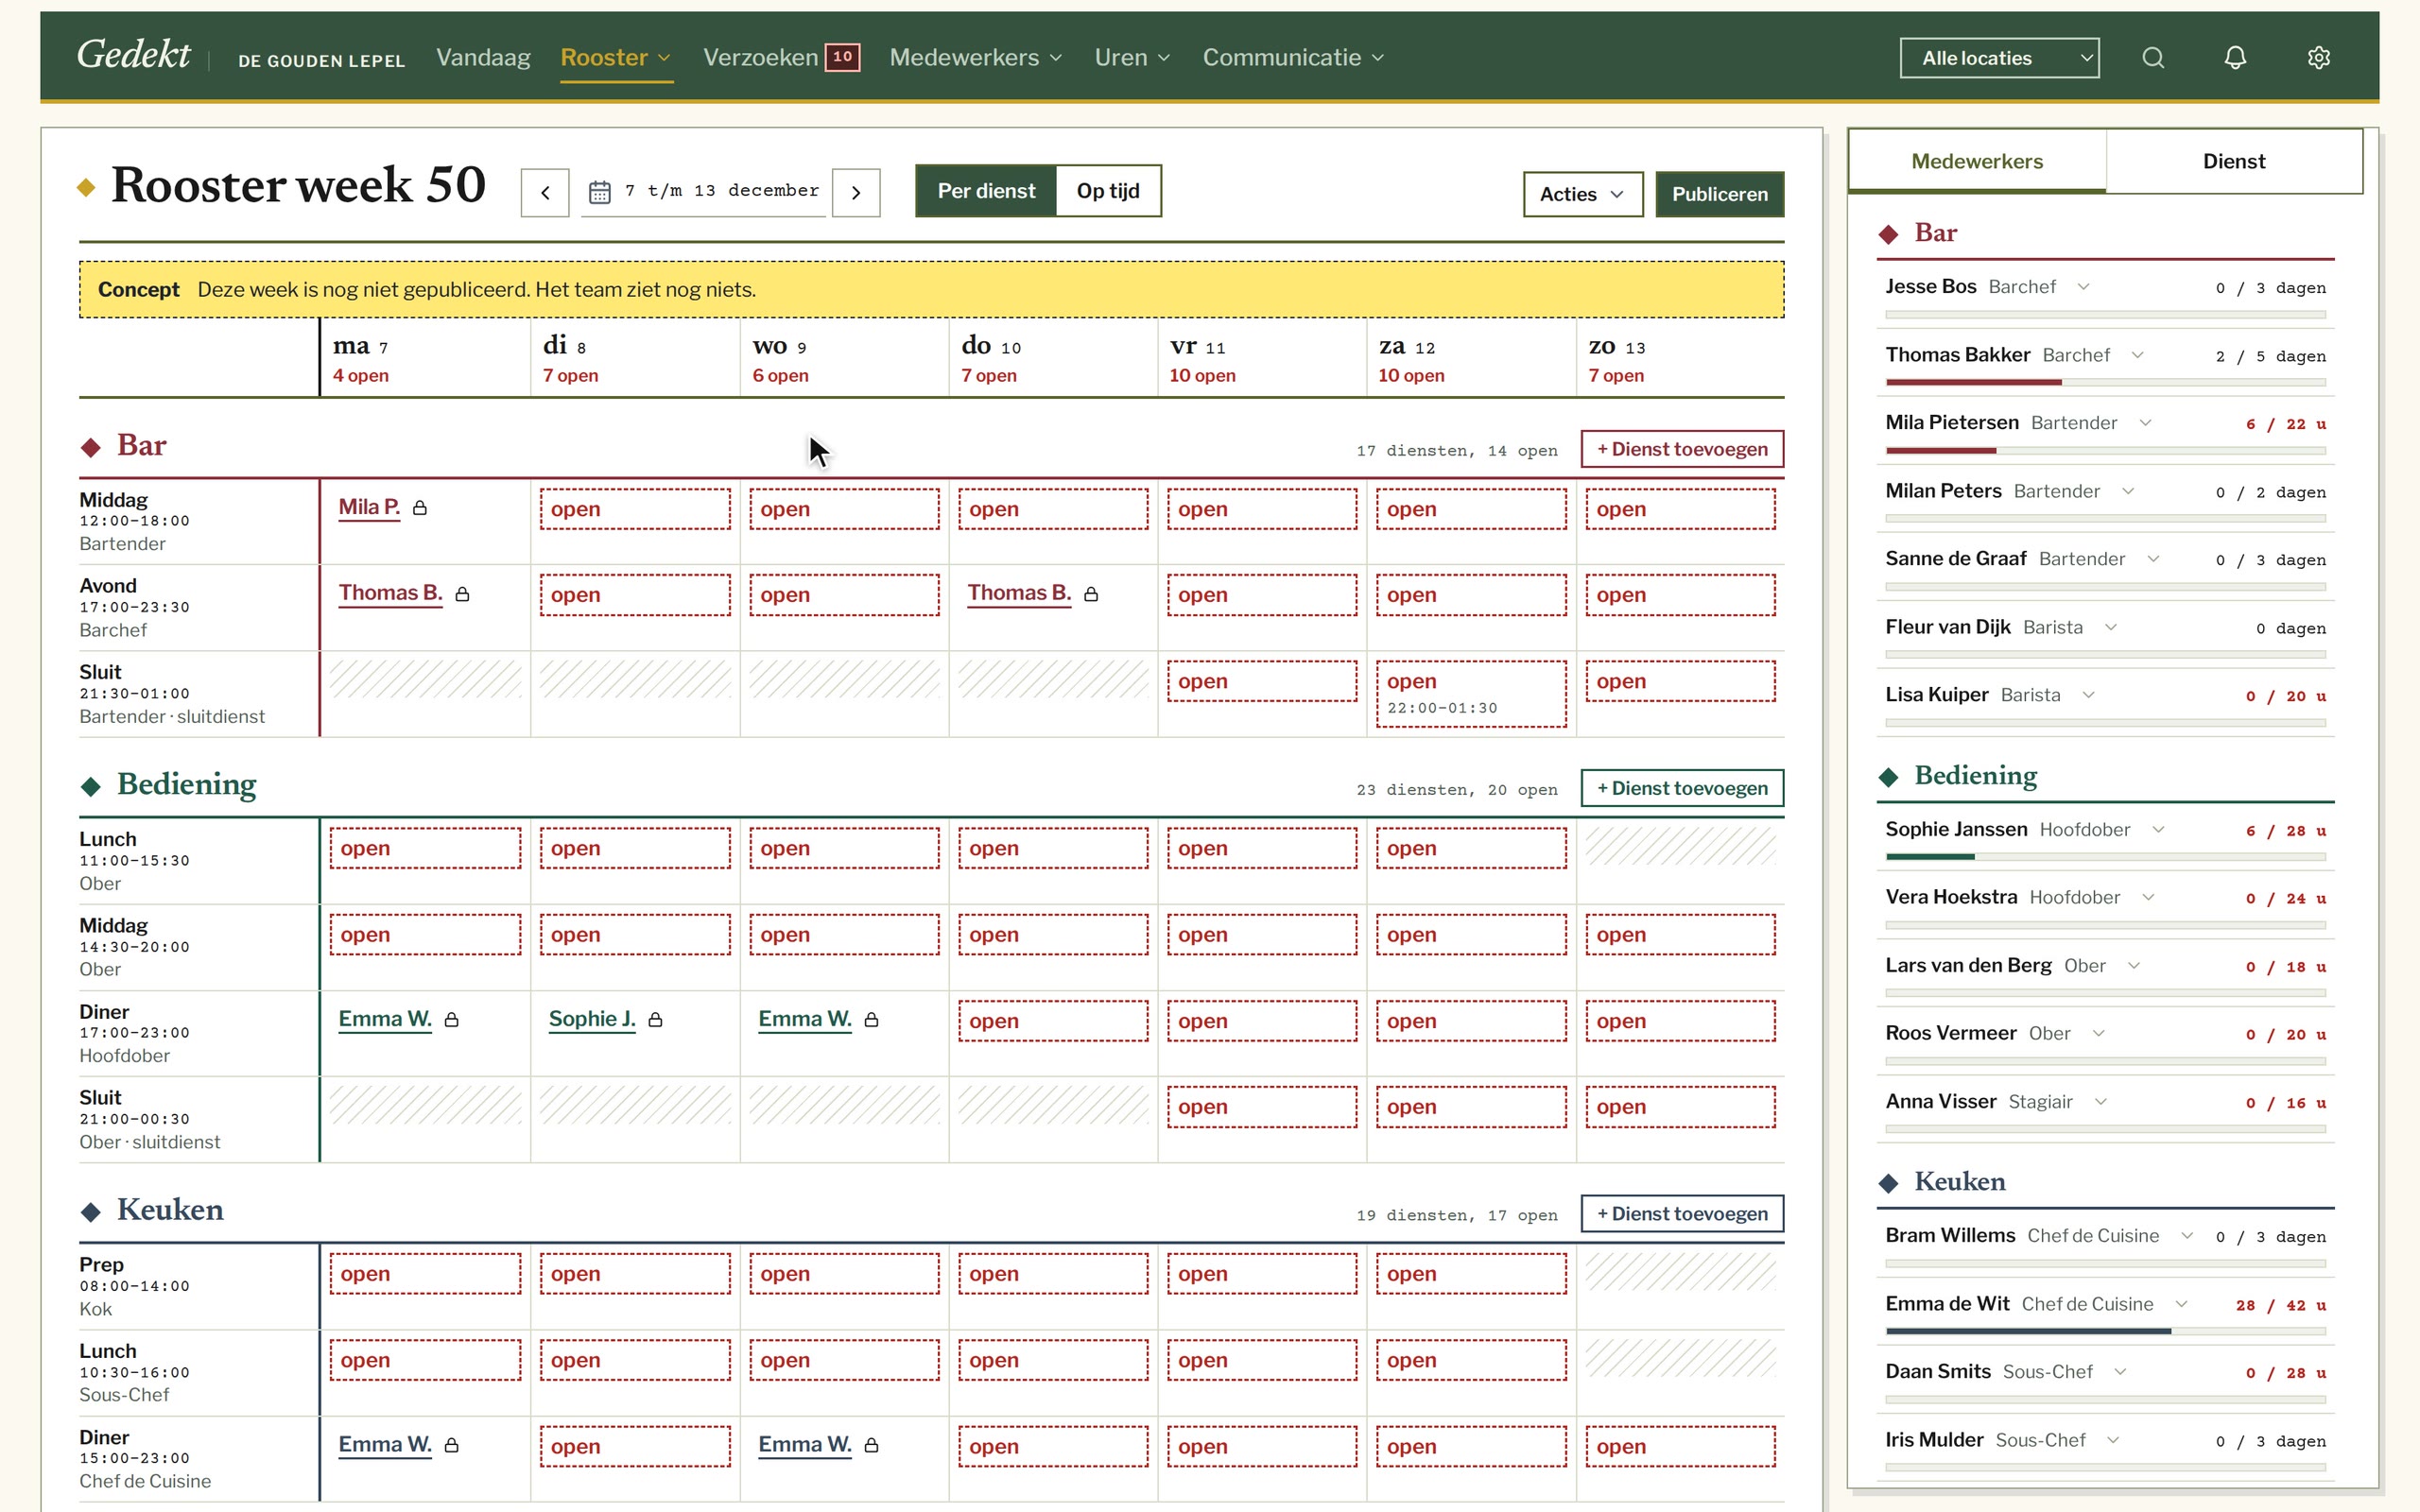 Gedekt DE GOUDEN LEPEL Vandaag Rooster Verzoeken 10 Medewerkers Uren Communicatie Alle locaties
Rooster week 50 7 t/m 13 december Per dienst Op tijd Acties Publiceren
Concept Deze week is nog niet gepubliceerd. Het team ziet nog niets.
ma 7 di 8 wo 9 do 10 vr 11 za 12 zo 13
4 open 7 open 6 open 7 open 10 open 10 open 7 open
Bar 17 diensten, 14 open + Dienst toevoegen
Middag Mila P. open open open open open open
12:00–18:00
Bartender
Avond Thomas B. open open Thomas B. open open open
17:00–23:30
Barchef
Sluit open open open
21:30–01:00 22:00–01:30
Bartender · sluitdienst
Bediening 23 diensten, 20 open + Dienst toevoegen
Lunch open open open open open open
11:00–15:30
Ober
Middag open open open open open open open
14:30–20:00
Ober
Diner Emma W. Sophie J. Emma W. open open open open
17:00–23:00
Hoofdober
Sluit open open open
21:00–00:30
Ober · sluitdienst
Keuken 19 diensten, 17 open + Dienst toevoegen
Prep open open open open open open
08:00–14:00
Kok
Lunch open open open open open open
10:30–16:00
Sous-Chef
Diner Emma W. open Emma W. open open open open
15:00–23:00
Chef de Cuisine
Medewerkers Dienst
Bar
Jesse Bos Barchef 0 / 3 dagen
Thomas Bakker Barchef 2 / 5 dagen
Mila Pietersen Bartender 6 / 22 u
Milan Peters Bartender 0 / 2 dagen
Sanne de Graaf Bartender 0 / 3 dagen
Fleur van Dijk Barista 0 dagen
Lisa Kuiper Barista 0 / 20 u
Bediening
Sophie Janssen Hoofdober 6 / 28 u
Vera Hoekstra Hoofdober 0 / 24 u
Lars van den Berg Ober 0 / 18 u
Roos Vermeer Ober 0 / 20 u
Anna Visser Stagiair 0 / 16 u
Keuken
Bram Willems Chef de Cuisine 0 / 3 dagen
Emma de Wit Chef de Cuisine 28 / 42 u
Daan Smits Sous-Chef 0 / 28 u
Iris Mulder Sous-Chef 0 / 3 dagen